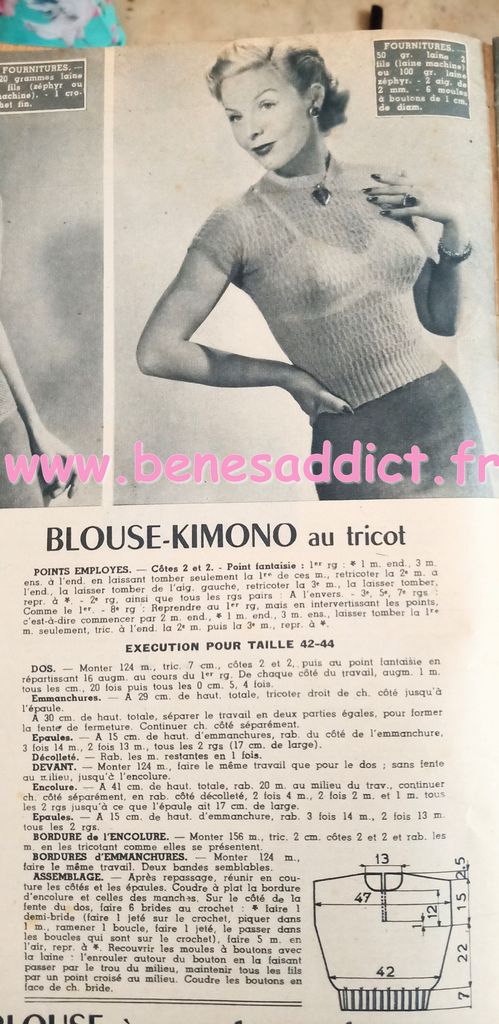 FOURNITURES.
20 grammes laine
fils (zéphyr ou
machine). - 1 cro-
het fin.
FOURNITURES. —
50 gr. laine 2
fils (laine machine)
ou 100 gr. laine
zéphyr. - 2 aig. de
2 mm. - 6 moules
à boutons de 1 cm.
de diam.
www.benesaddict.fr
BLOUSE-KIMONO au tricot
POINTS EMPLOYES. — Côtes 2 et 2. - Point fantaisie : 1er rg : * 1 m. end., 3 m.
ens. à l'end. en laissant tomber seulement la 1re de ces m., retricoter la 2e m. à
l'end., la laisser tomber de l'aig. gauche, retricoter la 3e m., la laisser tomber,
repr. à *. - 2e rg, ainsi que tous les rgs pairs : A l'envers. - 3e, 5e, 7e rgs :
Comme le 1er. - 8e rg : Reprendre au 1er rg, mais en intervertissant les points,
c'est-à-dire commencer par 2 m. end., * 1 m. end., 3 m. ens., laisser tomber la 1re
m. seulement, tric. à l'end. la 2e m. puis la 3e m., repr. à *.
EXECUTION POUR TAILLE 42-44
DOS. — Monter 124 m., tric. 7 cm., côtes 2 et 2, puis au point fantaisie en
répartissant 16 augm. au cours du 1er rg. De chaque côté du travail, augm. 1 m.
tous les cm., 20 fois puis tous les 0 cm. 5, 4 fois.
Emmanchures. — A 29 cm. de haut. totale, tricoter droit de ch. côté jusqu'à
l'épaule.
A 30 cm. de haut. totale, séparer le travail en deux parties égales, pour former
la fente de fermeture. Continuer ch. côté séparément.
Epaules. — A 15 cm. de haut. d'emmanchures, rab. du côté de l'emmanchure,
3 fois 14 m., 2 fois 13 m., tous les 2 rgs (17 cm. de large).
Décolleté. — Rab. les m. restantes en 1 fois.
DEVANT. — Monter 124 m., faire le même travail que pour le dos ; sans fente
au milieu, jusqu'à l'encolure.
Encolure. — A 41 cm. de haut. totale, rab. 20 m. au milieu du trav., continuer
ch. côté séparément, en rab. côté décolleté, 2 fois 4 m., 2 fois 2 m. et 1 m. tous
les 2 rgs jusqu'à ce que l'épaule ait 17 cm. de large.
Epaules. — A 15 cm. de haut. d'emmanchure, rab. 3 fois 14 m., 2 fois 13 m.
tous les 2 rgs.
BORDURE de l'ENCOLURE. — Monter 156 m., tric. 2 cm. côtes 2 et 2 et rab. les
m. en les tricotant comme elles se présentent.
BORDURES d'EMMANCHURES. — Monter 124 m.,
faire le même travail. Deux bandes semblables.
ASSEMBLAGE. — Après repassage, réunir en cou-
ture les côtés et les épaules. Coudre à plat la bordure
d'encolure et celles des manches. Sur le côté de la
fente du dos, faire 6 brides au crochet : * faire 1
demi-bride (faire 1 jeté sur le crochet, piquer dans
1 m., ramener 1 boucle, faire 1 jeté, le passer dans
les boucles qui sont sur le crochet), faire 5 m. en
l'air, repr. à *. Recouvrir les moules à boutons avec
la laine : l'enrouler autour du bouton en la faisant
passer par le trou du milieu, maintenir tous les fils
par un point croisé au milieu. Coudre les boutons en
face de ch. bride.
13
2,5
47
12
15
1
22
42
7
BLOUSE à